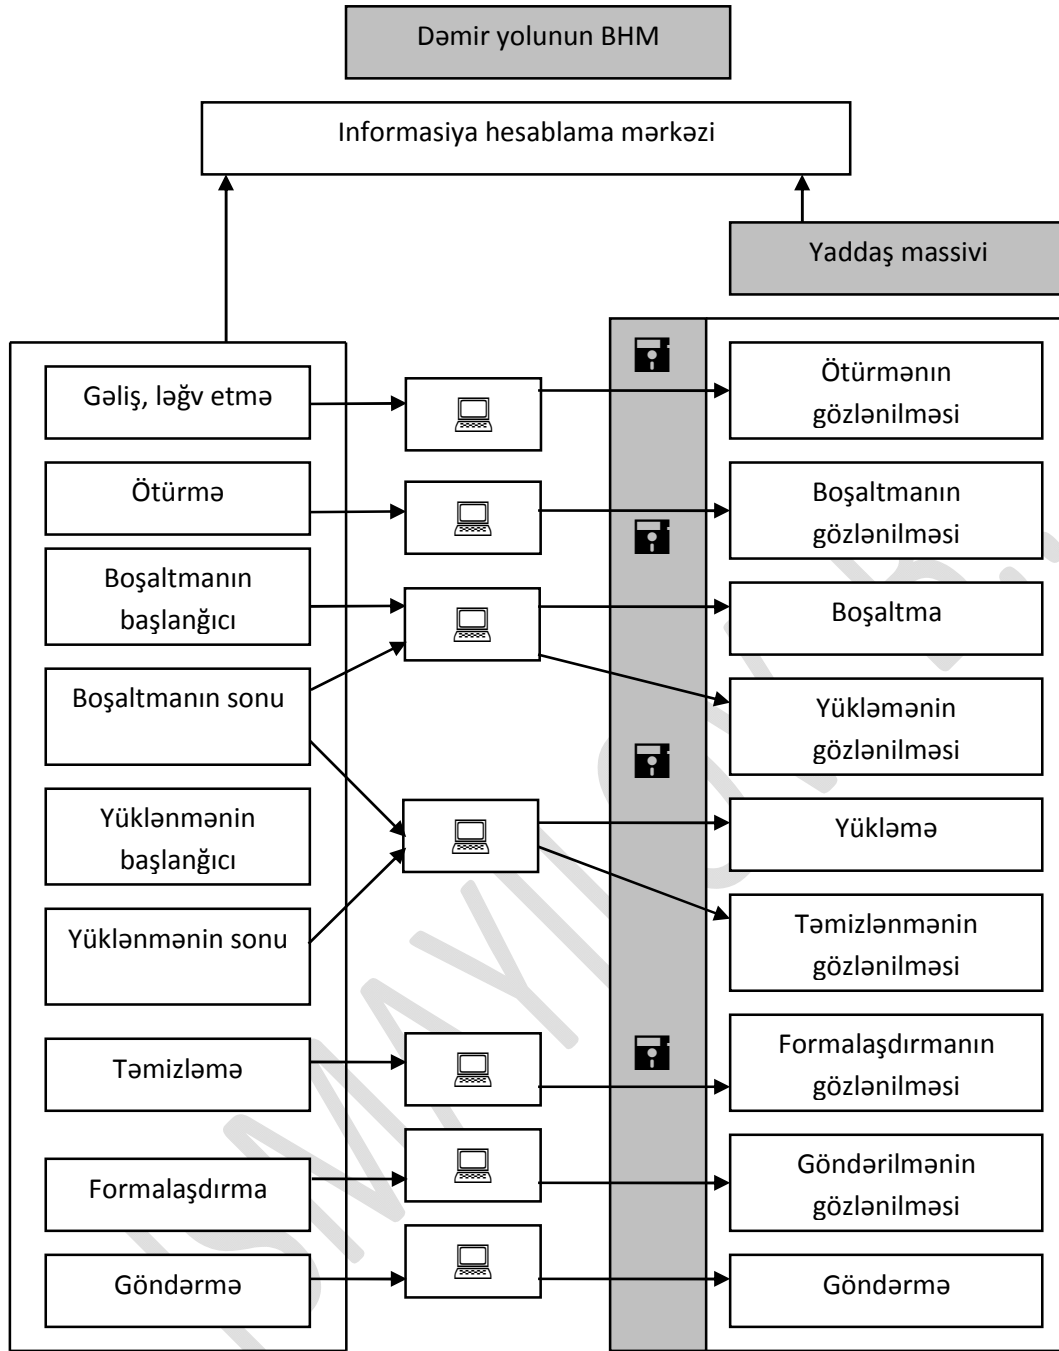 Dəmir yolunun BHM
Informasiya hesablama mərkəzi
Yaddaş massivi
Gəliş, ləğv etmə
Ötürmə
Boşaltmanın
başlanğıcı
Boşaltmanın sonu
Yüklənmənin
başlanğıcı
Yüklənmənin sonu
Təmizləmə
Formalaşdırma
Göndərmə
Ötürmənın
gözlənilməsi
Boşaltmanın
gözlənilməsi
Boşaltma
Yükləmənin
gözlənilməsi
Yükləmə
Təmizlənmənin
gözlənilməsi
Formalaşdırmanın
gözlənilməsi
Göndərilmənin
gözlənilməsi
Göndərmə